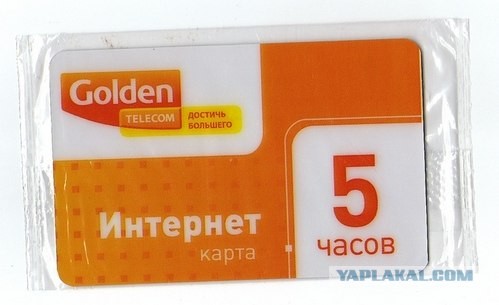 Golden
TELECOM
ДОСТИЧЬ
БОЛЬШЕГО
Интернет
карта
5
часов
YAPLAKAL.COM